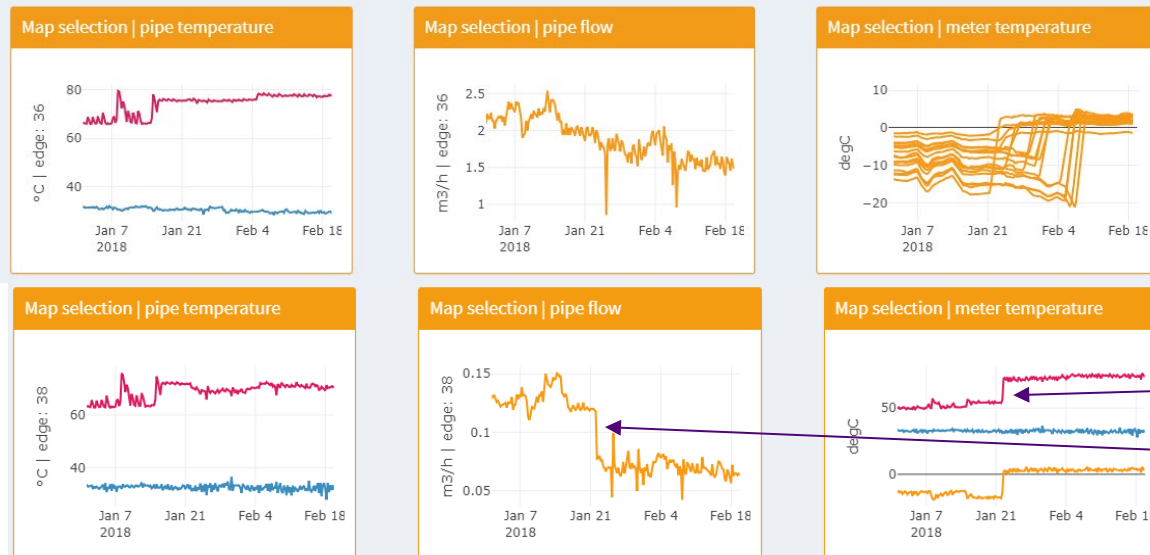 Map selection | pipe temperature
80
60
40
ºC | edge: 36
Jan 7
2018
Jan 21
Feb 4
Feb 18
Map selection | pipe flow
2.5
2
1.5
1
m3/h | edge: 36
Jan 7
2018
Jan 21
Feb 4
Feb 18
Map selection | meter temperature
10
0
−10
−20
degC
Jan 7
2018
Jan 21
Feb 4
Feb 18
Map selection | pipe temperature
60
40
ºC | edge: 38
Jan 7
2018
Jan 21
Feb 4
Feb 18
Map selection | pipe flow
0.15
0.1
0.05
m3/h | edge: 38
Jan 7
2018
Jan 21
Feb 4
Feb 18
Map selection | meter temperature
50
0
degC
Jan 7
2018
Jan 21
Feb 4
Feb 1